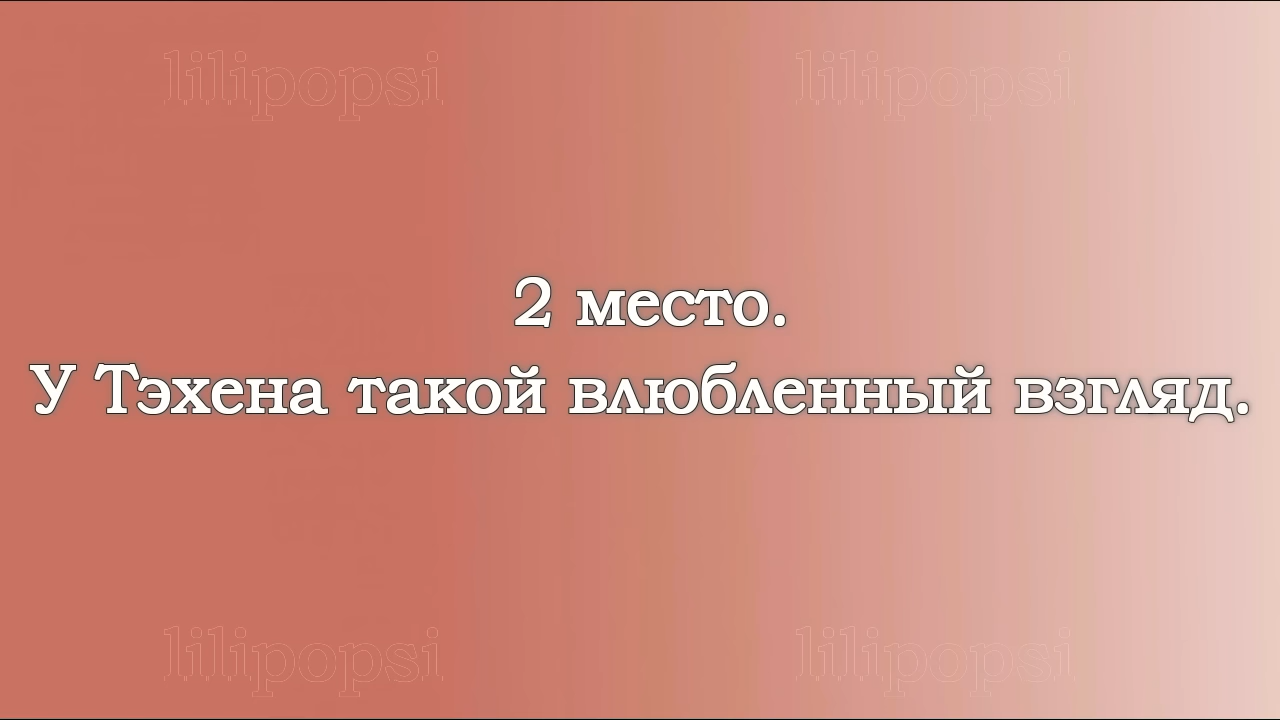 lilipopsi lilipopsi
2 место.
У Тэхена такой влюбленный взгляд.
lilipopsi lilipopsi